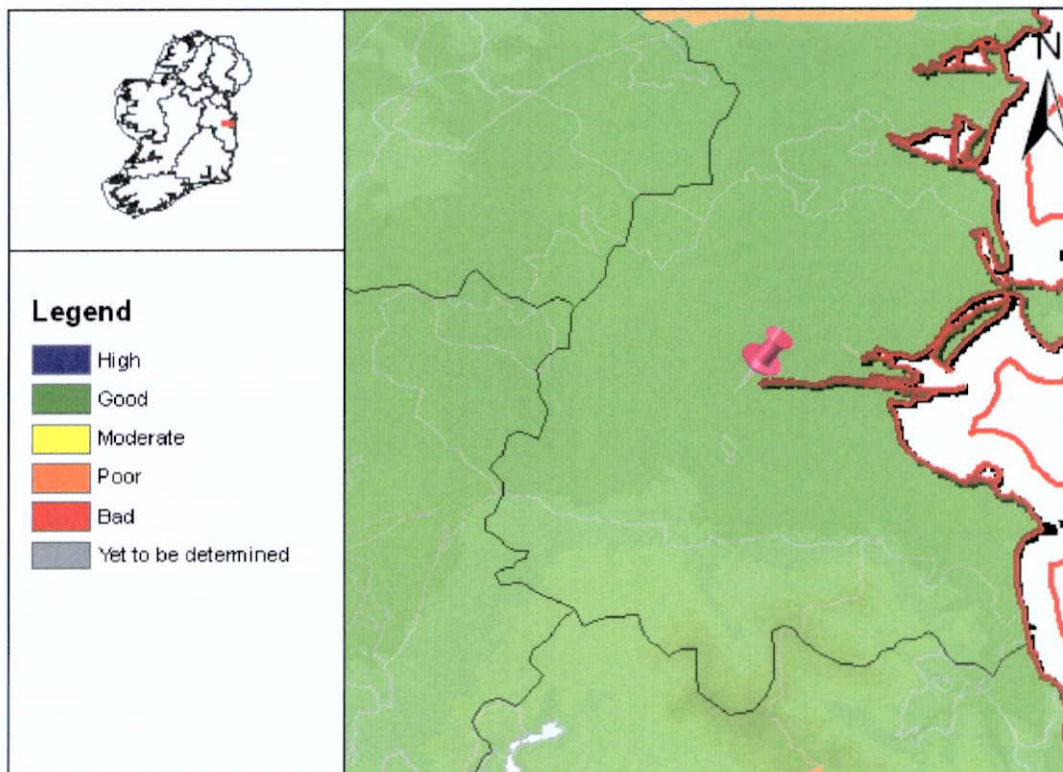 N
Legend
High
Good
Moderate
Poor
Bad
Yet to be determined